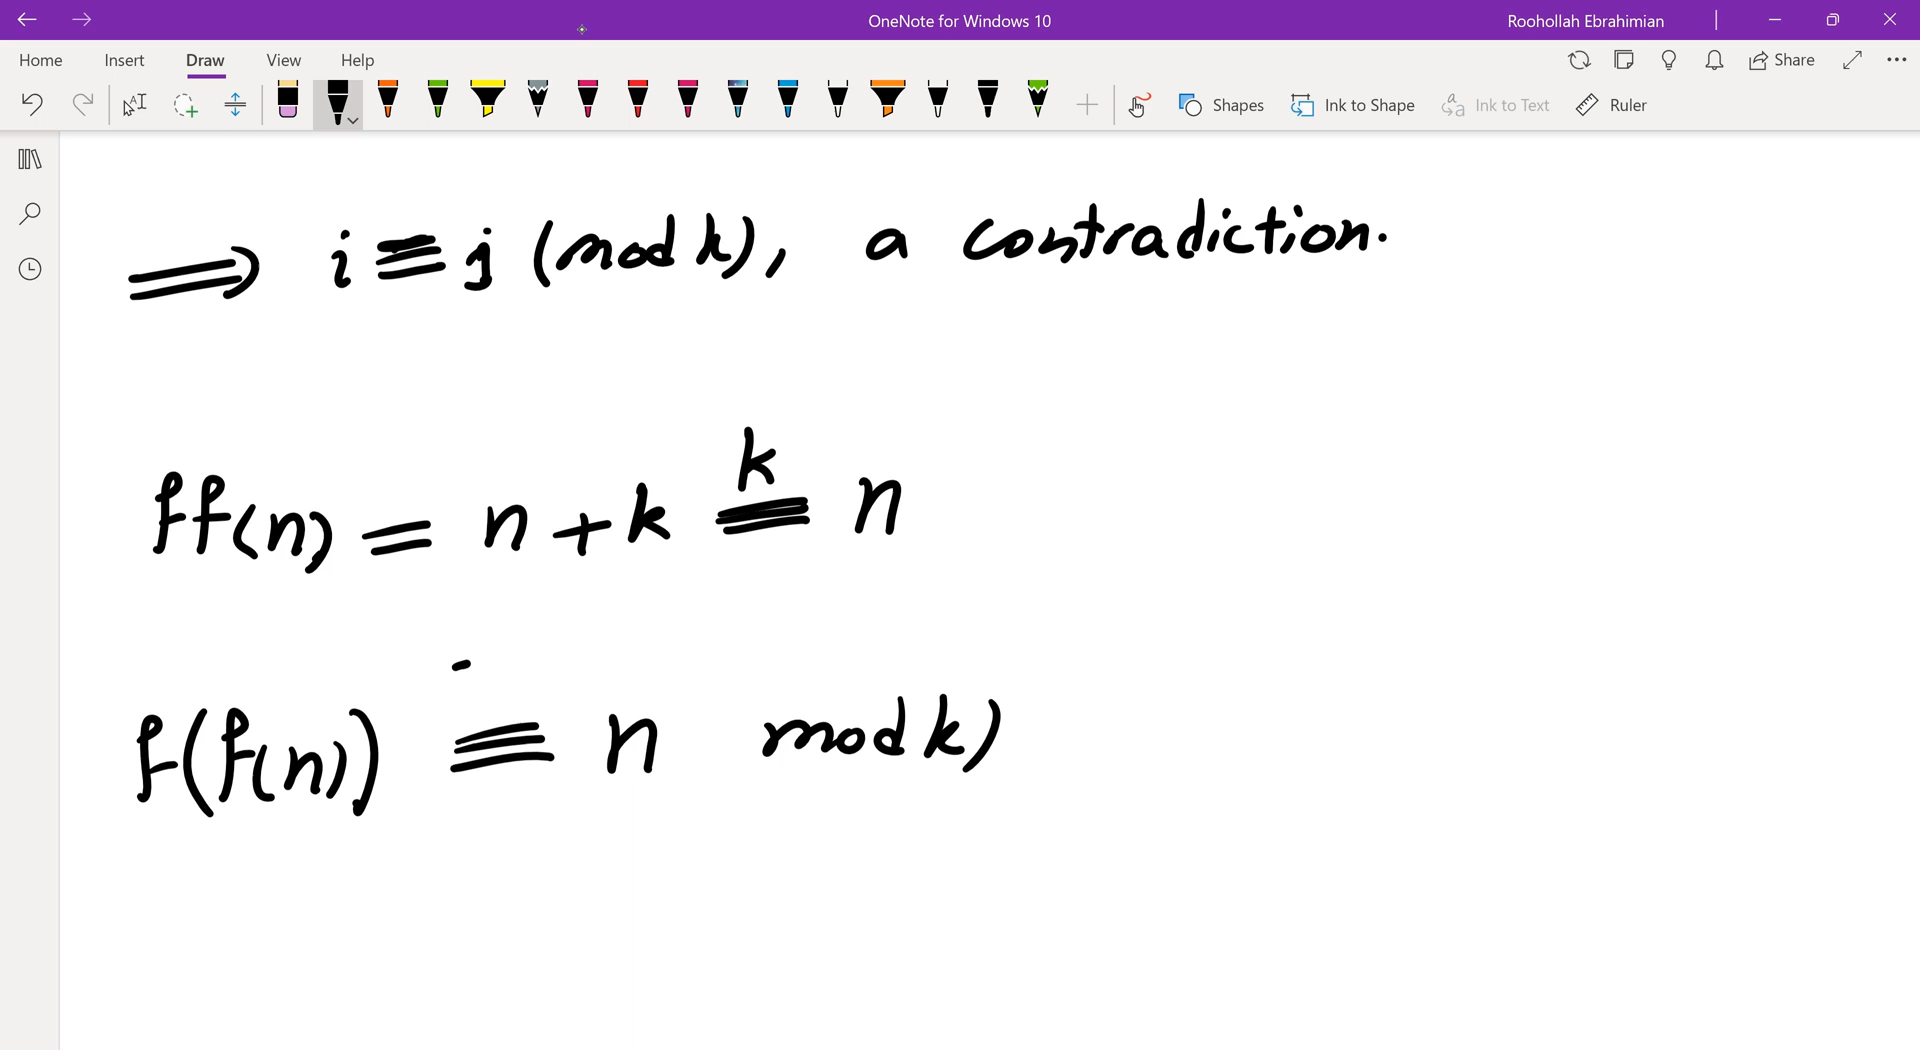 OneNote for Windows 10
Roohollah Ebrahimian
Home Insert Draw View Help
Share
Shapes Ink to Shape Ink to Text Ruler
⟹ i ≡ j (mod k), a contradiction.
k
ff(n) = n + k ≡ n
f(f(n)) ≡ n mod k)